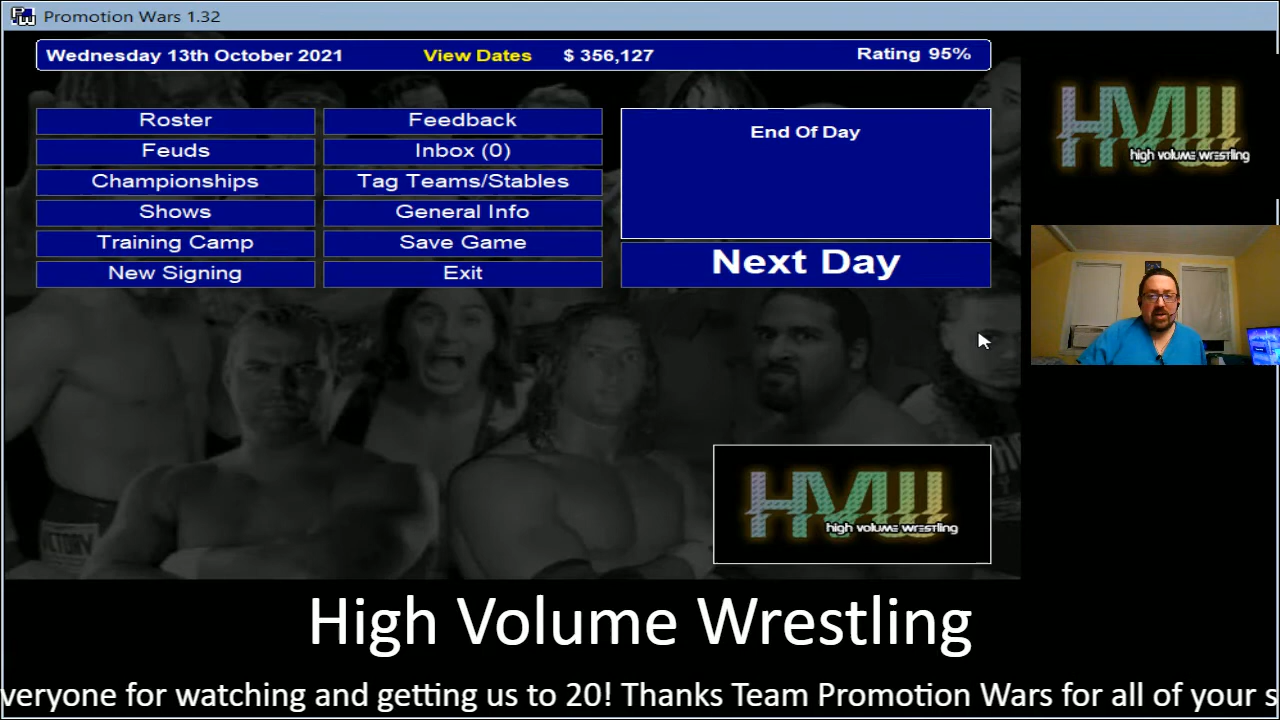 Promotion Wars 1.32
Wednesday 13th October 2021 View Dates $ 356,127 Rating 95%
Roster
Feedback
Feuds
Inbox (0)
Championships
Tag Teams/Stables
Shows
General Info
Training Camp
Save Game
New Signing
Exit
End Of Day
Next Day
HVW
high volume wrestling
HVW
high volume wrestling
VICTORY
High Volume Wrestling
veryone for watching and getting us to 20! Thanks Team Promotion Wars for all of your s